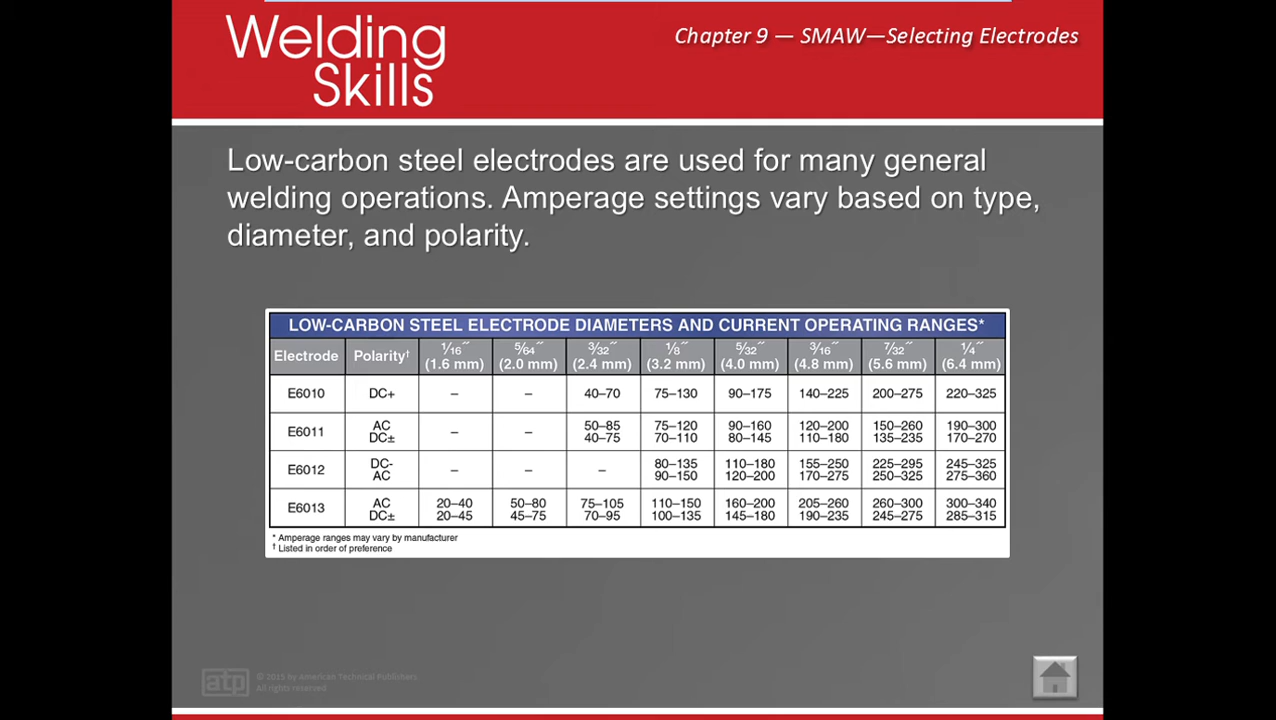 Welding
Skills
Chapter 9 — SMAW—Selecting Electrodes
Low-carbon steel electrodes are used for many general
welding operations. Amperage settings vary based on type,
diameter, and polarity.
LOW-CARBON STEEL ELECTRODE DIAMETERS AND CURRENT OPERATING RANGES*
Electrode Polarity† 1/16″ (1.6 mm) 5/64″ (2.0 mm) 3/32″ (2.4 mm) 1/8″ (3.2 mm) 5/32″ (4.0 mm) 3/16″ (4.8 mm) 7/32″ (5.6 mm) 1/4″ (6.4 mm)
E6010 DC+ – – 40–70 75–130 90–175 140–225 200–275 220–325
E6011 AC – – 50–85 75–120 90–160 120–200 150–260 190–300
DC± 40–75 70–110 80–145 110–180 135–235 170–270
E6012 DC- – – – 80–135 110–180 155–250 225–295 245–325
AC 90–150 120–200 170–275 250–325 275–360
E6013 AC 20–40 50–80 75–105 110–150 160–200 205–260 260–300 300–340
DC± 20–45 45–75 70–95 100–135 145–180 190–235 245–275 285–315
* Amperage ranges may vary by manufacturer
† Listed in order of preference
atp
© 2015 by American Technical Publishers
All rights reserved